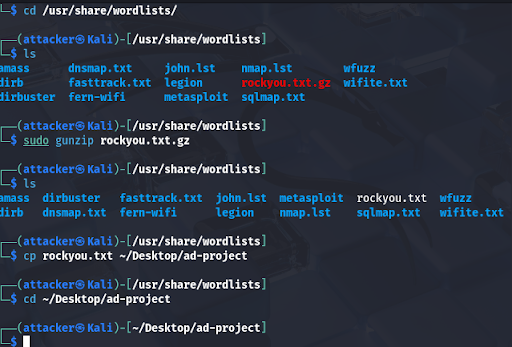 └─$ cd /usr/share/wordlists/
┌──(attacker㉿Kali)-[/usr/share/wordlists]
└─$ ls
amass dnsmap.txt john.lst nmap.lst wfuzz
dirb fasttrack.txt legion rockyou.txt.gz wifite.txt
dirbuster fern-wifi metasploit sqlmap.txt
┌──(attacker㉿Kali)-[/usr/share/wordlists]
└─$ sudo gunzip rockyou.txt.gz
┌──(attacker㉿Kali)-[/usr/share/wordlists]
└─$ ls
amass dirbuster fasttrack.txt john.lst metasploit rockyou.txt wfuzz
dirb dnsmap.txt fern-wifi legion nmap.lst sqlmap.txt wifite.txt
┌──(attacker㉿Kali)-[/usr/share/wordlists]
└─$ cp rockyou.txt ~/Desktop/ad-project
┌──(attacker㉿Kali)-[/usr/share/wordlists]
└─$ cd ~/Desktop/ad-project
┌──(attacker㉿Kali)-[~/Desktop/ad-project]
└─$